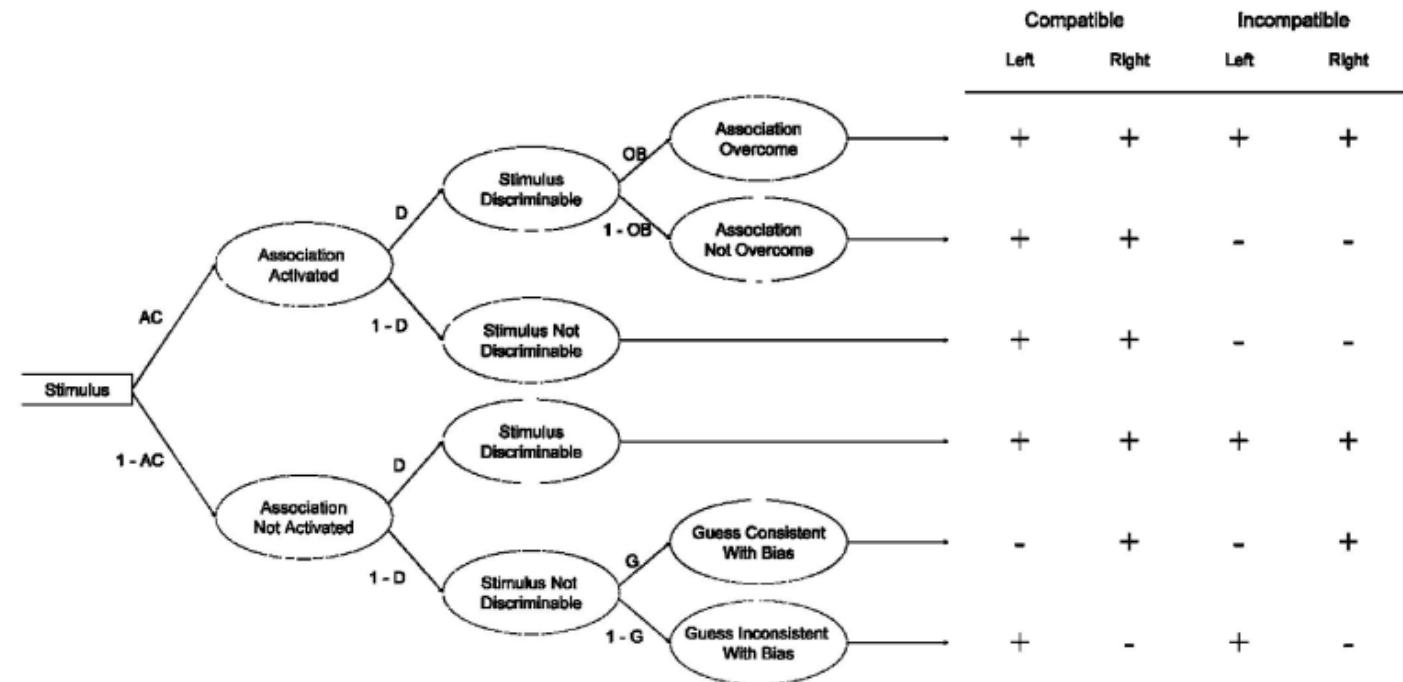 Compatible Incompatible
Left Right Left Right
Association
Overcome
+ + + +
OB
Stimulus
Discriminable
D
1 - OB
Association
Not Overcome
+ + - -
Association
Activated
AC
1 - D
Stimulus Not
Discriminable
+ + - -
Stimulus
1 - AC
Stimulus
Discriminable
+ + + +
D
Association
Not Activated
Guess Consistent
With Bias
- + - +
G
1 - D
Stimulus Not
Discriminable
1 - G
Guess Inconsistent
With Bias
+ - + -